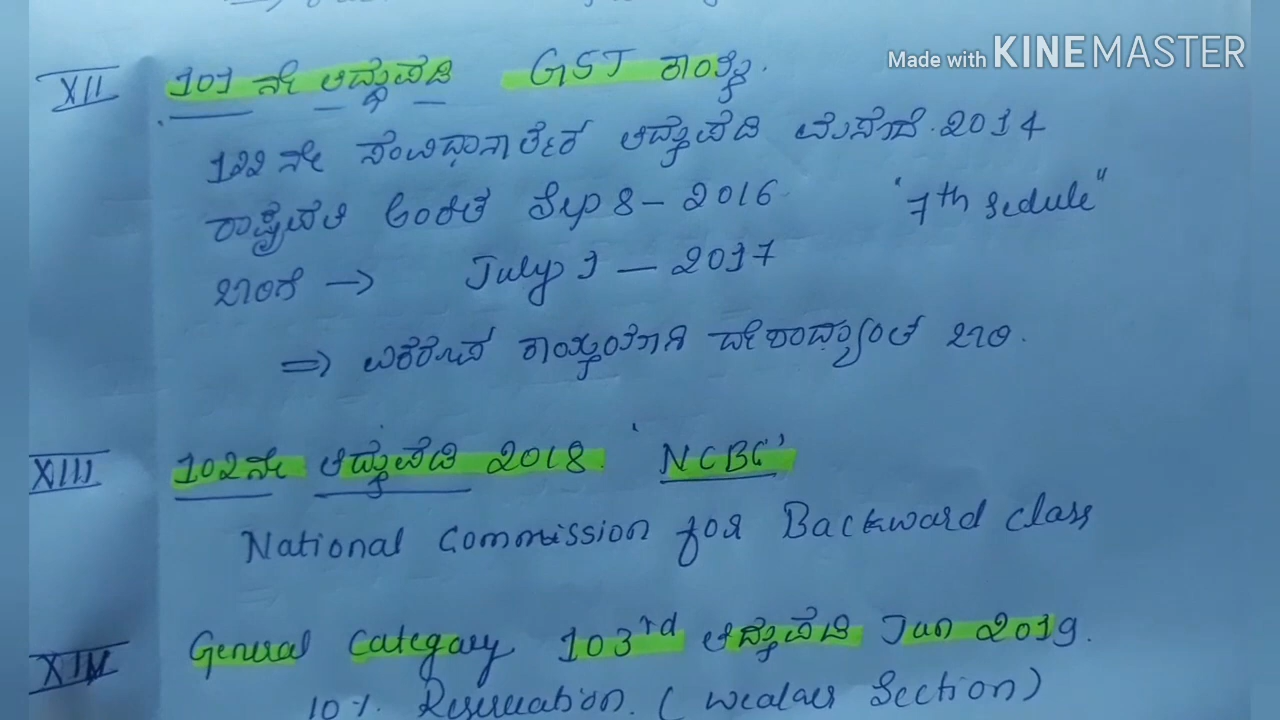 Made with KINEMASTER
XII 101 ನೇ ತಿದ್ದುಪಡಿ GST ಕಾಯ್ದೆ.
122 ನೇ ಸಂವಿಧಾನಾತ್ಮಕ ತಿದ್ದುಪಡಿ ಮಸೂದೆ. 2014
ರಾಷ್ಟ್ರಪತಿ ಅಂಕಿತ Sep 8 - 2016 "7th Sedule"
ಜಾರಿಗೆ → July 1 - 2017
⇒ ಏಕರೂಪ ಕಾಯ್ದೆಯಾಗಿ ದೇಶಾದ್ಯಂತ ಜಾರಿ.
XIII 102ನೇ ತಿದ್ದುಪಡಿ 2018. 'NCBC'
National Commission for Backward Class
XIV General Category 103rd ತಿದ್ದುಪಡಿ Jan 2019.
10%. Reservation. ( Section)